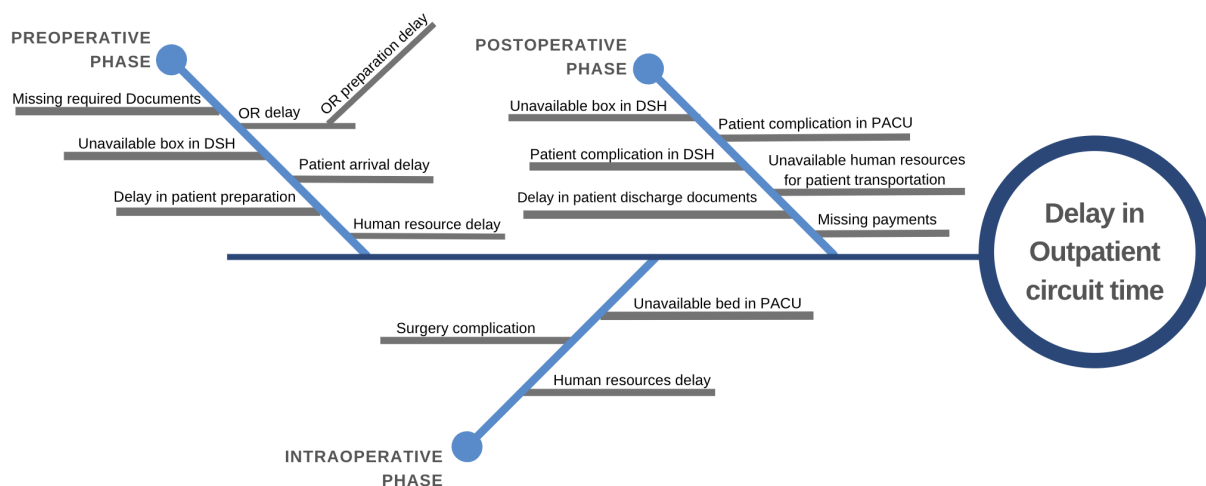 PREOPERATIVE
PHASE
Missing required Documents
OR delay
OR preparation delay
Unavailable box in DSH
Patient arrival delay
Delay in patient preparation
Human resource delay
POSTOPERATIVE
PHASE
Unavailable box in DSH
Patient complication in PACU
Patient complication in DSH
Unavailable human resources
for patient transportation
Delay in patient discharge documents
Missing payments
Delay in
Outpatient
circuit time
Unavailable bed in PACU
Surgery complication
Human resources delay
INTRAOPERATIVE
PHASE